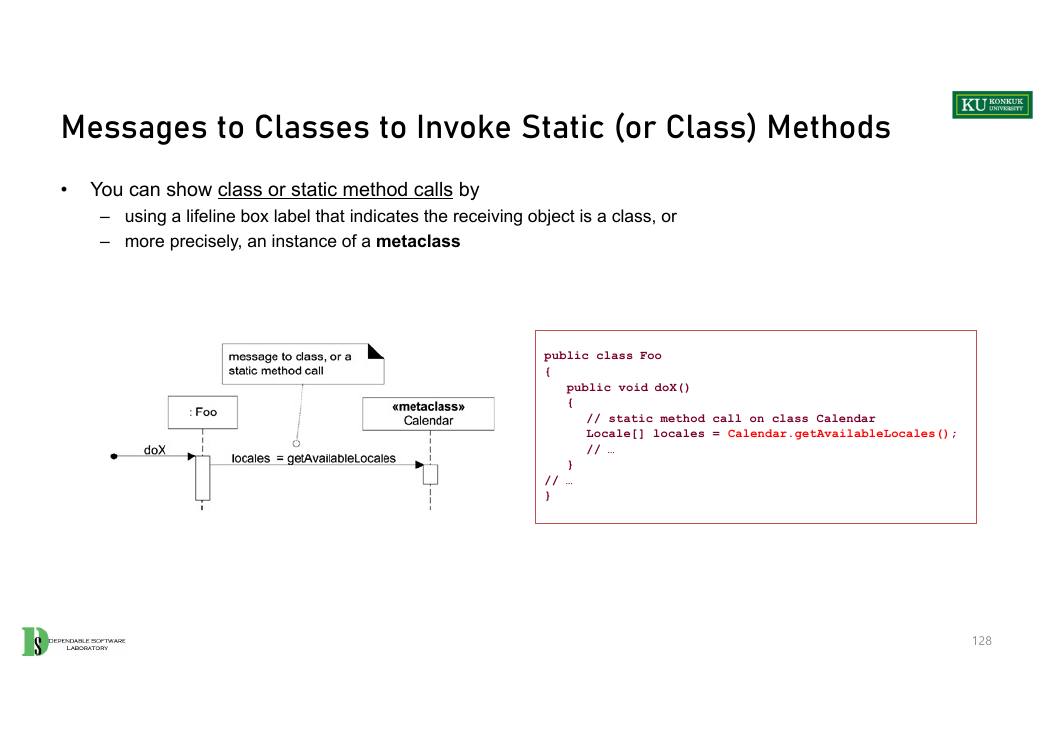 KU KONKUK
UNIVERSITY
Messages to Classes to Invoke Static (or Class) Methods
• You can show class or static method calls by
– using a lifeline box label that indicates the receiving object is a class, or
– more precisely, an instance of a metaclass
message to class, or a
static method call
: Foo
«metaclass»
Calendar
doX
locales = getAvailableLocales
public class Foo
{
public void doX()
{
// static method call on class Calendar
Locale[] locales = Calendar.getAvailableLocales();
// …
}
// …
}
DS DEPENDABLE SOFTWARE
LABORATORY
128